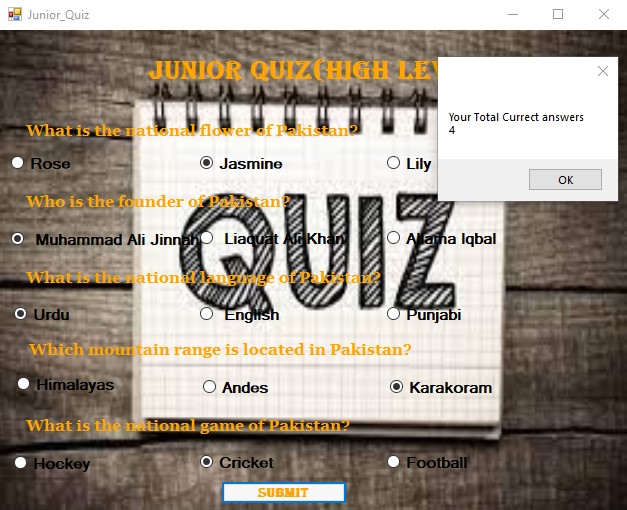 Junior_Quiz
JUNIOR QUIZ(HIGH LEV
Your Total Currect answers
4
OK
What is the national flower of Pakistan?
Rose Jasmine Lily
Who is the founder of Pakistan?
Muhammad Ali Jinnah Liaquat Ali Khan Allama Iqbal
What is the national language of Pakistan?
Urdu English Punjabi
Which mountain range is located in Pakistan?
Himalayas Andes Karakoram
What is the national game of Pakistan?
Hockey Cricket Football
SUBMIT
QUIZ